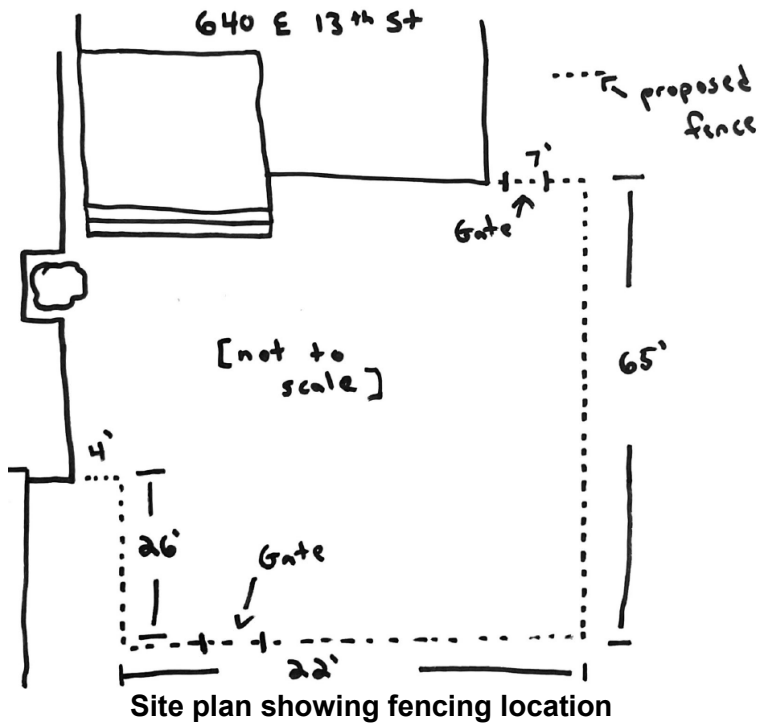 640 E 13th St
proposed
fence
7'
Gate
65'
[not to
scale]
4'
26'
Gate
22'
Site plan showing fencing location